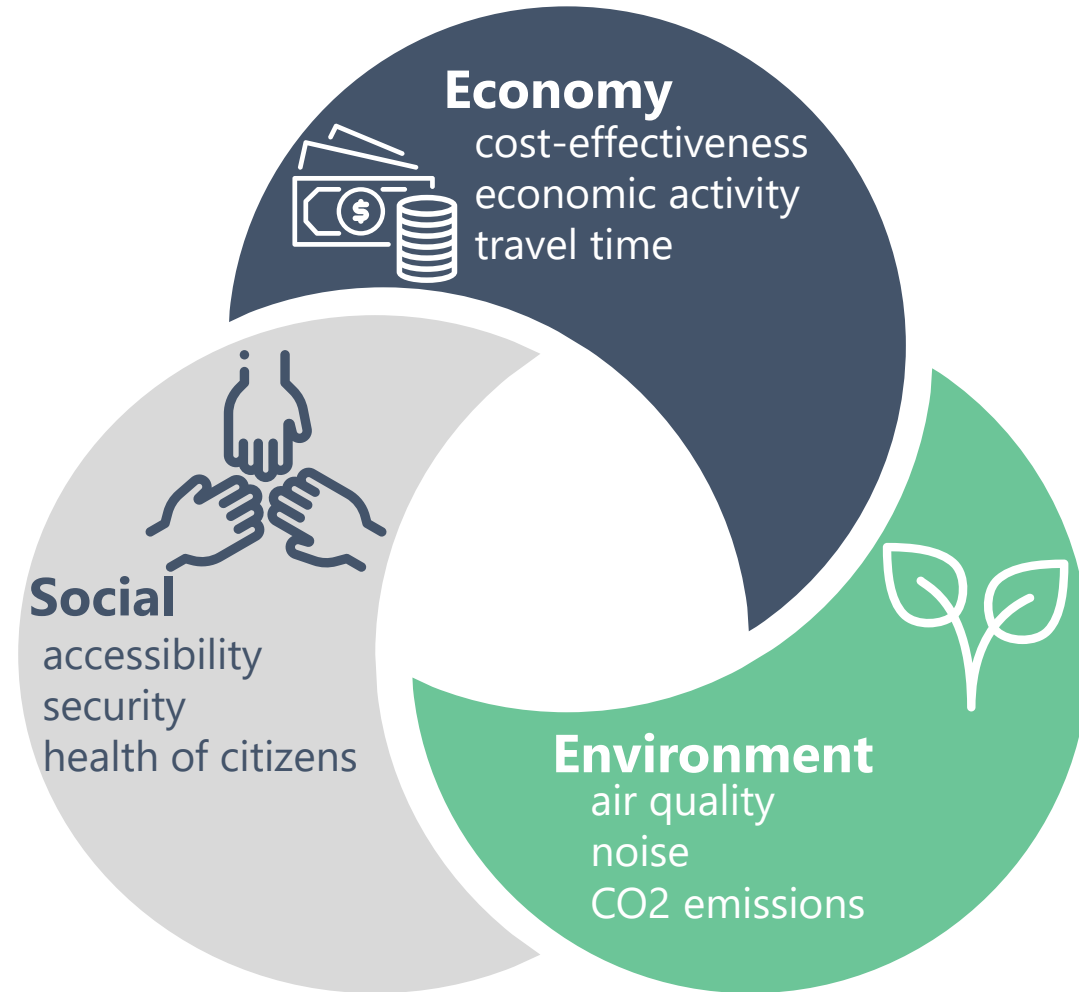 Economy
cost-effectiveness
economic activity
travel time
$
Social
accessibility
security
health of citizens
Environment
air quality
noise
CO2 emissions